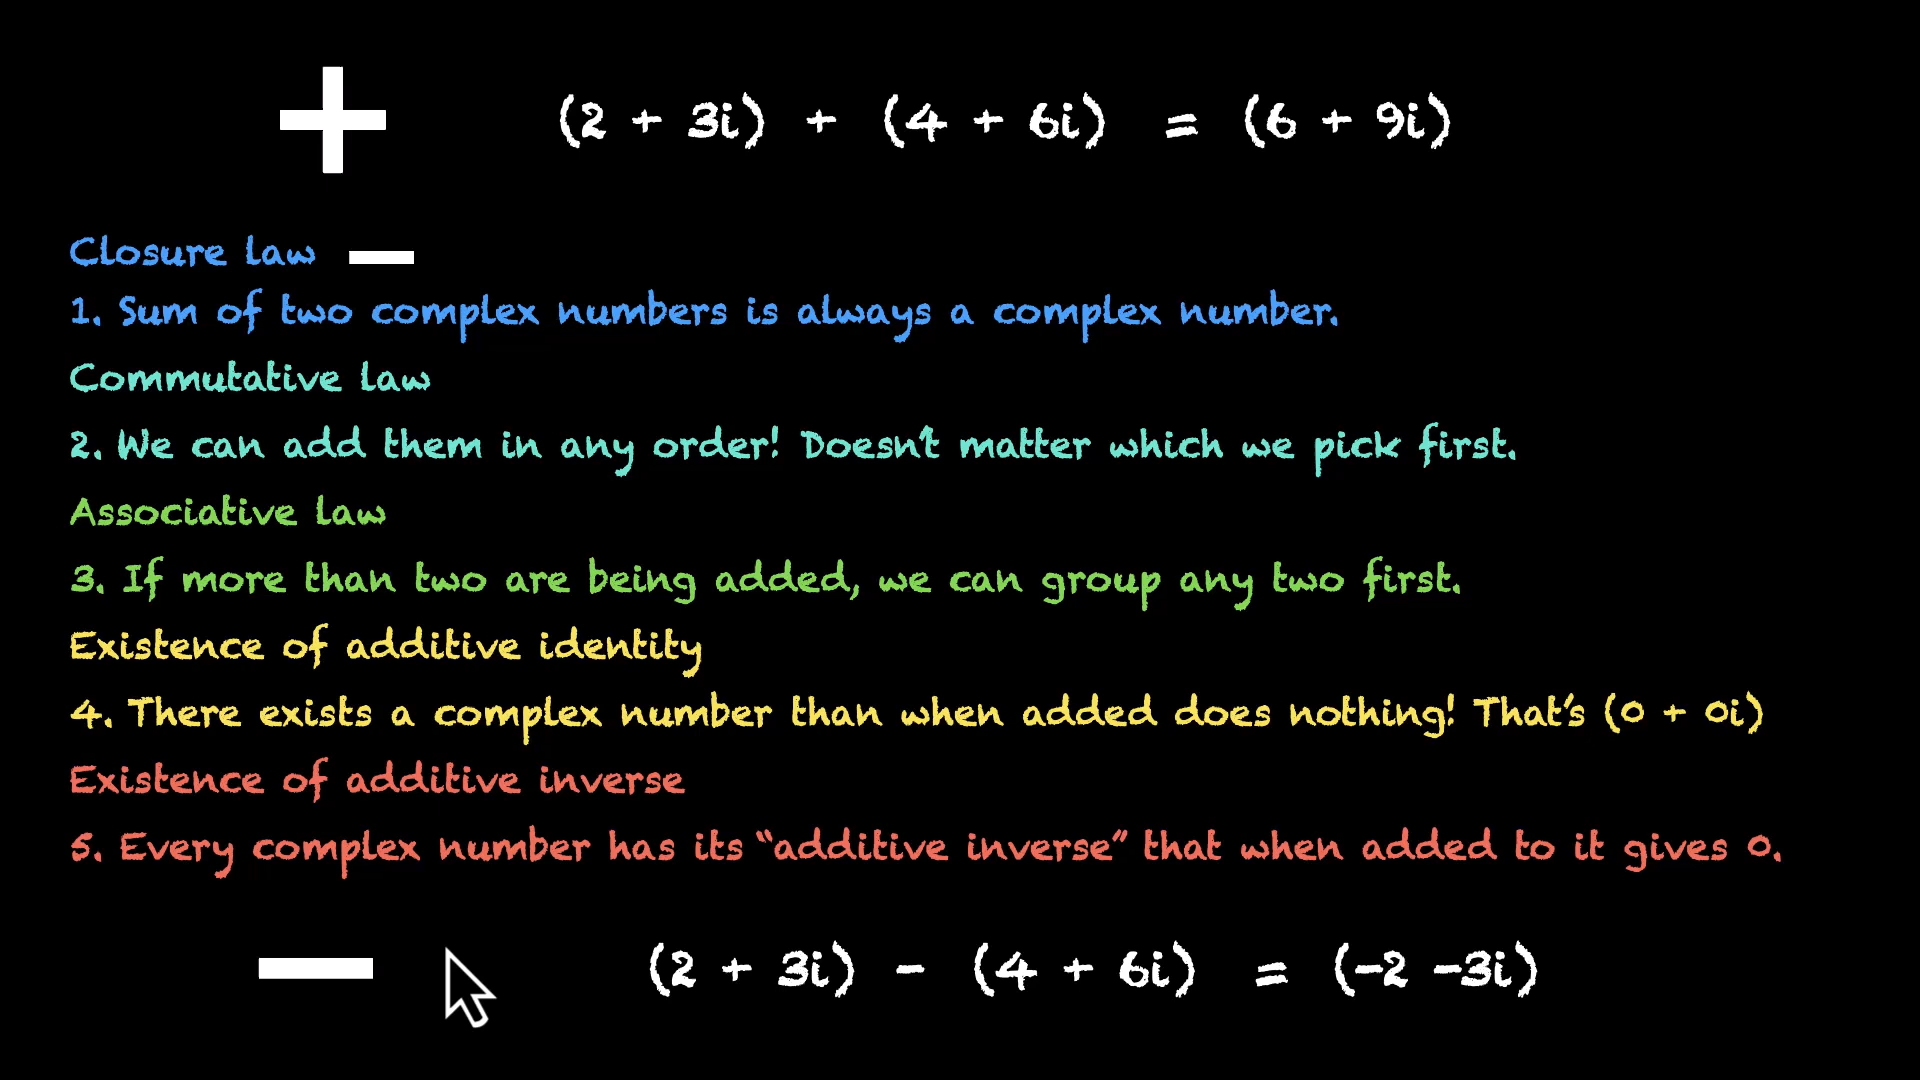 + (2 + 3i) + (4 + 6i) = (6 + 9i)
Closure law −
1. Sum of two complex numbers is always a complex number.
Commutative law
2. We can add them in any order! Doesn't matter which we pick first.
Associative law
3. If more than two are being added, we can group any two first.
Existence of additive identity
4. There exists a complex number than when added does nothing! That's (0 + 0i)
Existence of additive inverse
5. Every complex number has its “additive inverse” that when added to it gives 0.
− (2 + 3i) - (4 + 6i) = (-2 -3i)